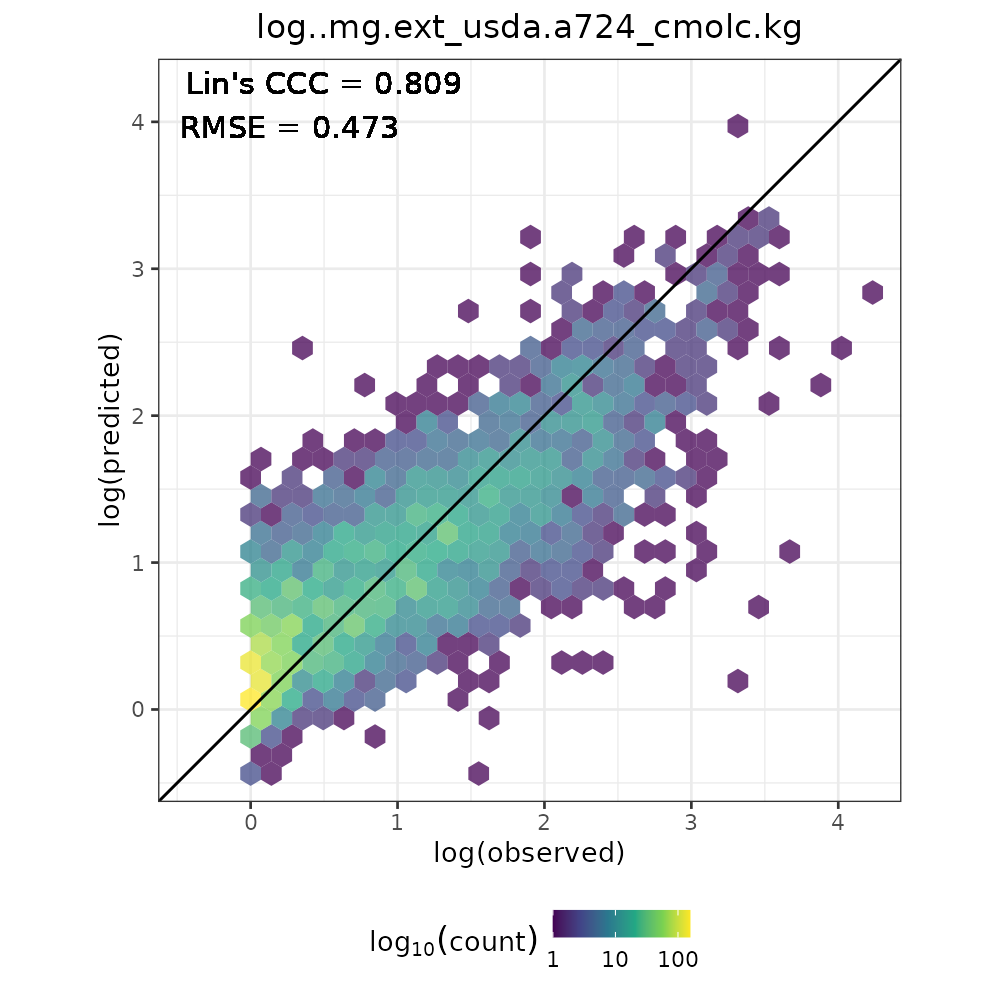 log..mg.ext_usda.a724_cmolc.kg
Lin's CCC = 0.809
RMSE = 0.473
4
3
2
1
0
log(predicted)
0 1 2 3 4
log(observed)
log10(count)
1 10 100